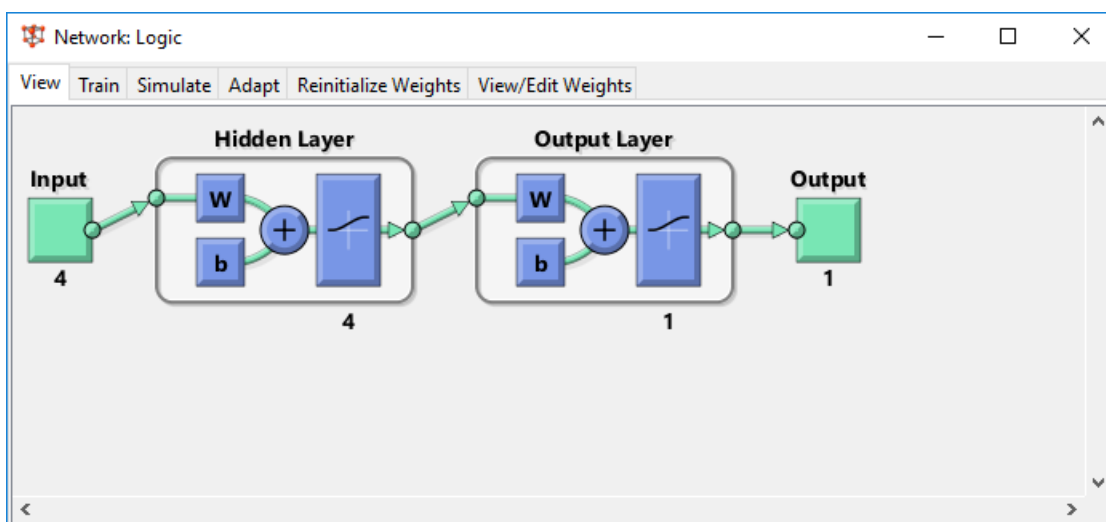 Network: Logic
View Train Simulate Adapt Reinitialize Weights View/Edit Weights
Hidden Layer Output Layer
Input Output
W W
+ +
b b
4 1
4 1